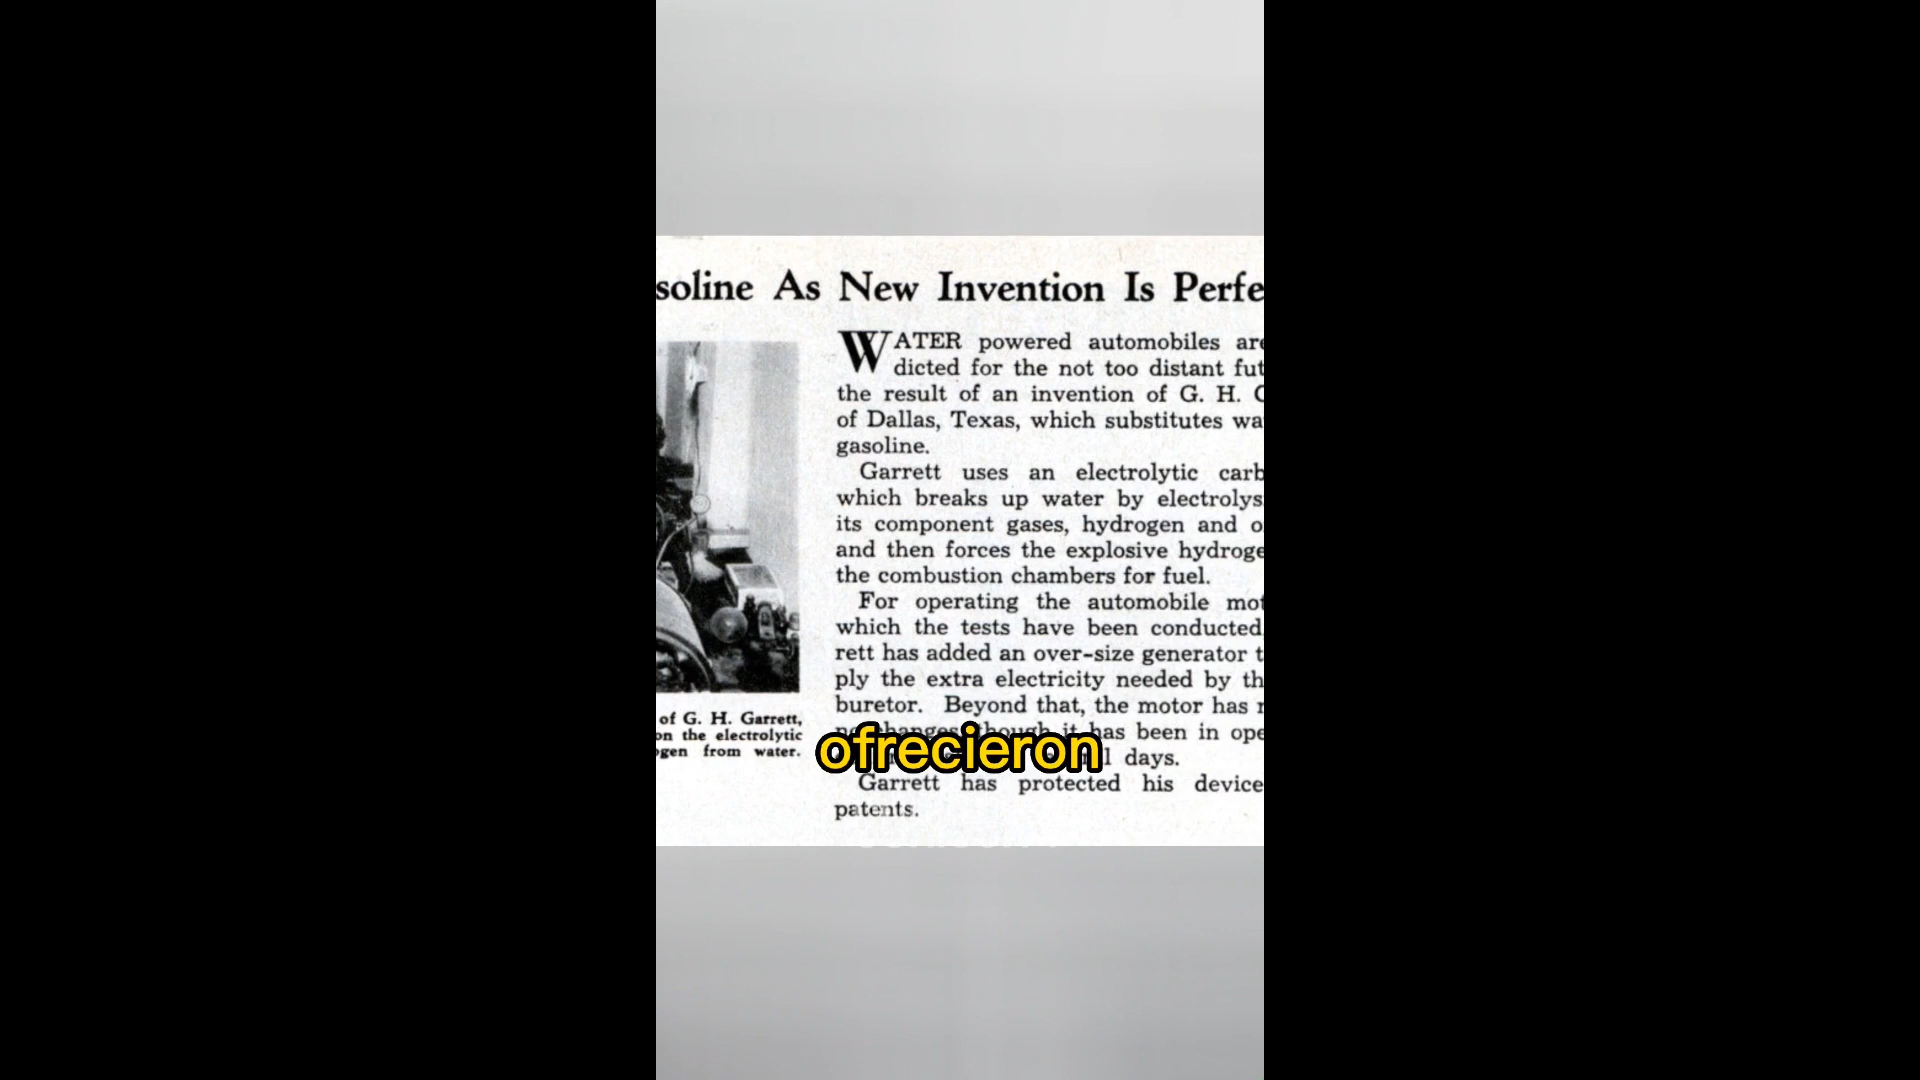 soline As New Invention Is Perfe
WATER powered automobiles are
dicted for the not too distant fut
the result of an invention of G. H. G
of Dallas, Texas, which substitutes wa
gasoline.
Garrett uses an electrolytic carb
which breaks up water by electrolys
its component gases, hydrogen and o
and then forces the explosive hydroge
the combustion chambers for fuel.
For operating the automobile mot
which the tests have been conducted,
rett has added an over-size generator t
ply the extra electricity needed by th
buretor. Beyond that, the motor has
changes though it has been in ope
days.
Garrett has protected his device
patents.
of G. H. Garrett,
on the electrolytic
gen from water.
ofrecieron